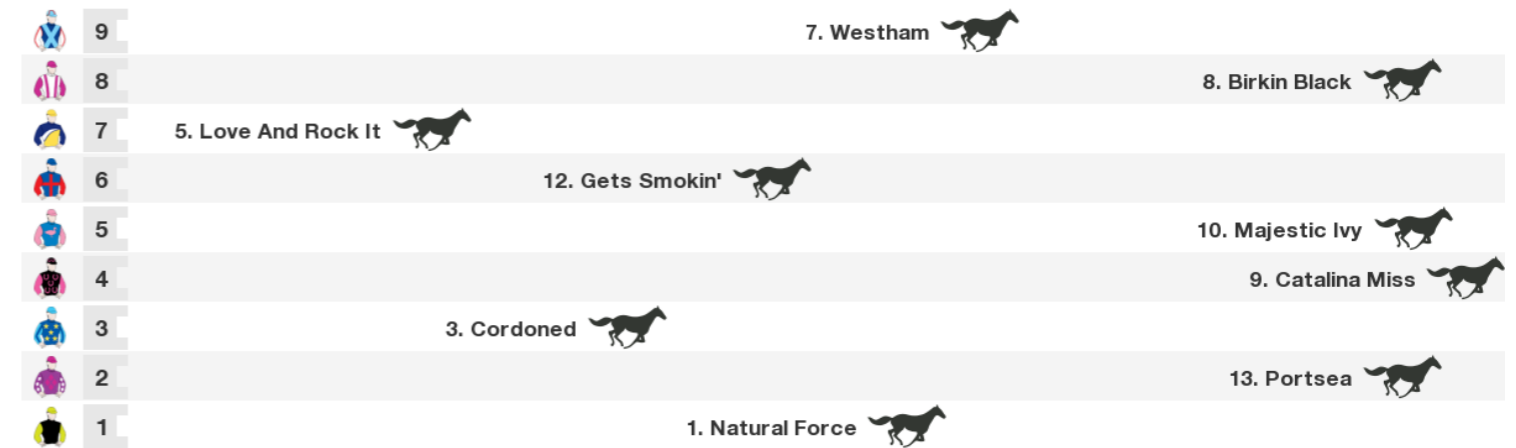 9 7. Westham
8 8. Birkin Black
7 5. Love And Rock It
6 12. Gets Smokin'
5 10. Majestic Ivy
4 9. Catalina Miss
3 3. Cordoned
2 13. Portsea
1 1. Natural Force